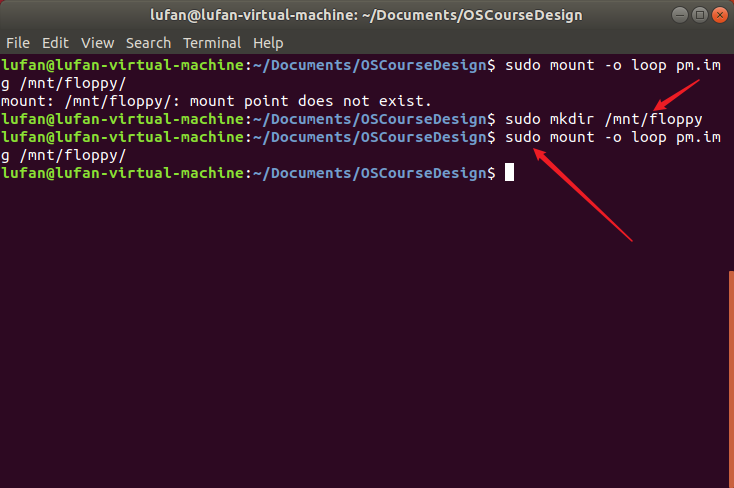 lufan@lufan-virtual-machine: ~/Documents/OSCourseDesign
File Edit View Search Terminal Help
lufan@lufan-virtual-machine:~/Documents/OSCourseDesign$ sudo mount -o loop pm.im
g /mnt/floppy/
mount: /mnt/floppy/: mount point does not exist.
lufan@lufan-virtual-machine:~/Documents/OSCourseDesign$ sudo mkdir /mnt/floppy
lufan@lufan-virtual-machine:~/Documents/OSCourseDesign$ sudo mount -o loop pm.im
g /mnt/floppy/
lufan@lufan-virtual-machine:~/Documents/OSCourseDesign$